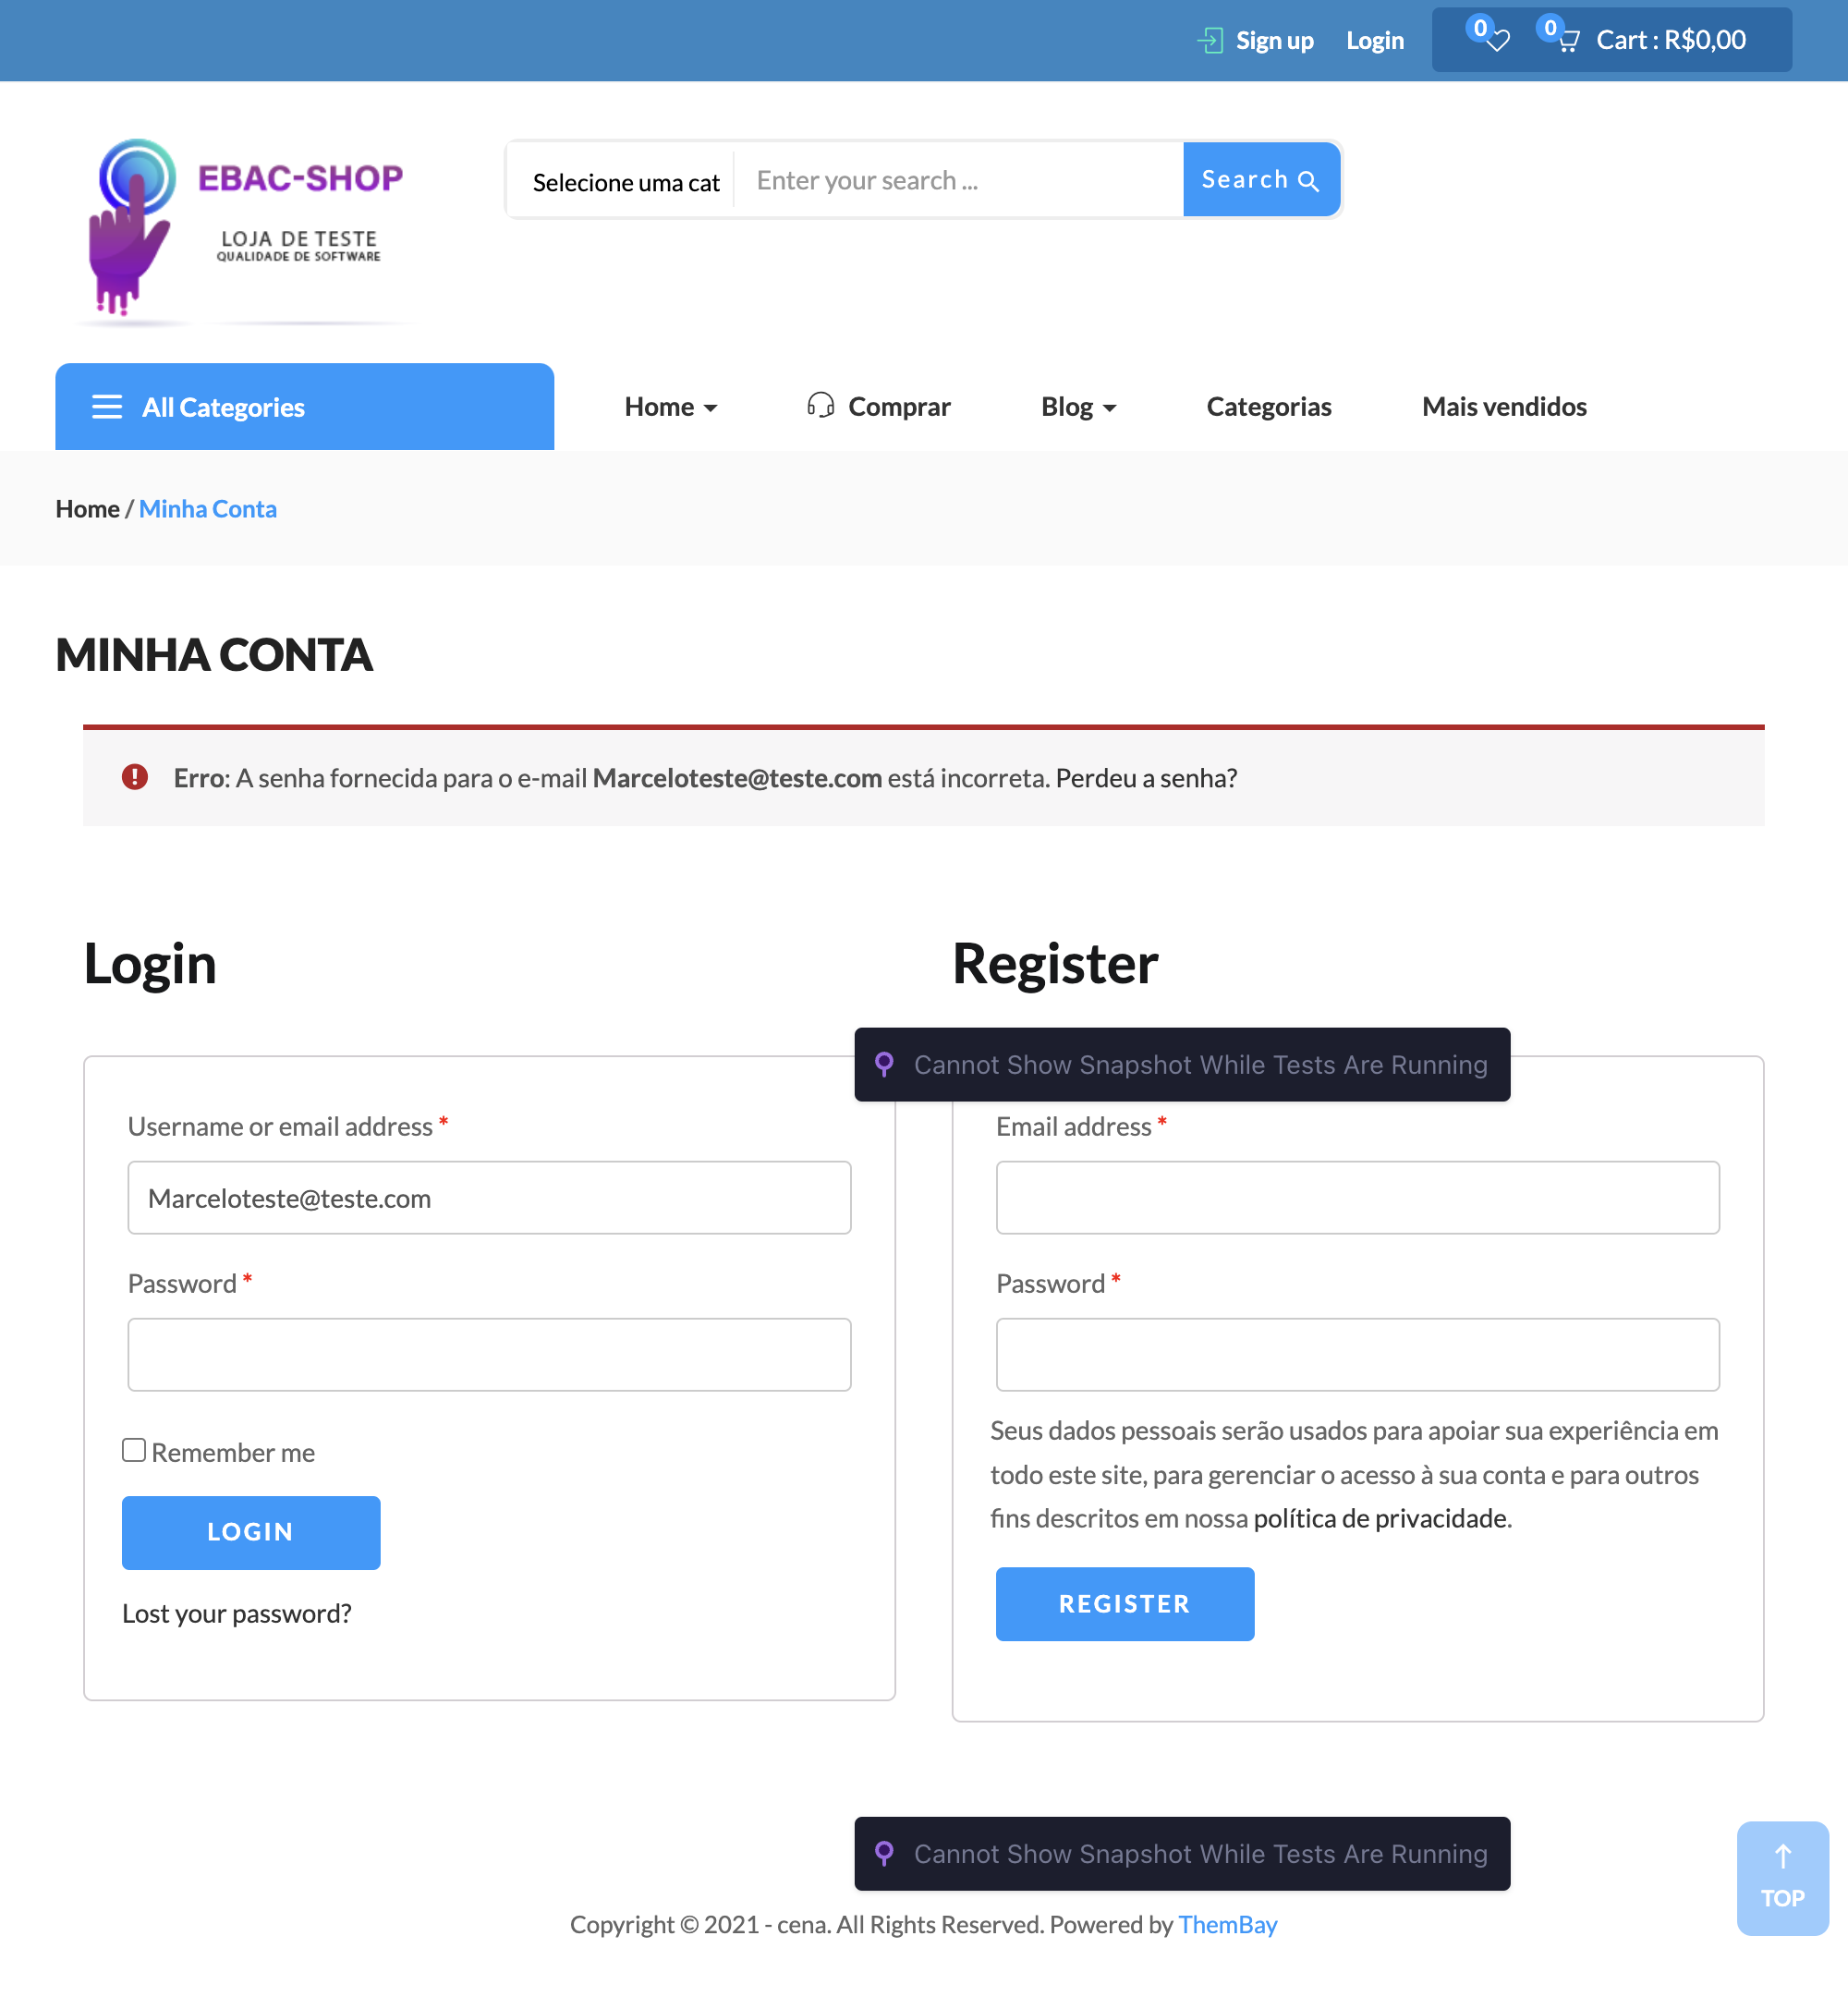 Sign up Login 0 0 Cart : R$0,00
EBAC-SHOP
LOJA DE TESTE
QUALIDADE DE SOFTWARE
Selecione uma cat Enter your search ... Search
All Categories Home Comprar Blog Categorias Mais vendidos
Home / Minha Conta
MINHA CONTA
Erro: A senha fornecida para o e-mail Marceloteste@teste.com está incorreta. Perdeu a senha?
Login
Username or email address *
Marceloteste@teste.com
Password *
Remember me
LOGIN
Lost your password?
Register
Cannot Show Snapshot While Tests Are Running
Email address *
Password *
Seus dados pessoais serão usados para apoiar sua experiência em
todo este site, para gerenciar o acesso à sua conta e para outros
fins descritos em nossa política de privacidade.
REGISTER
Cannot Show Snapshot While Tests Are Running
TOP
Copyright © 2021 - cena. All Rights Reserved. Powered by ThemBay